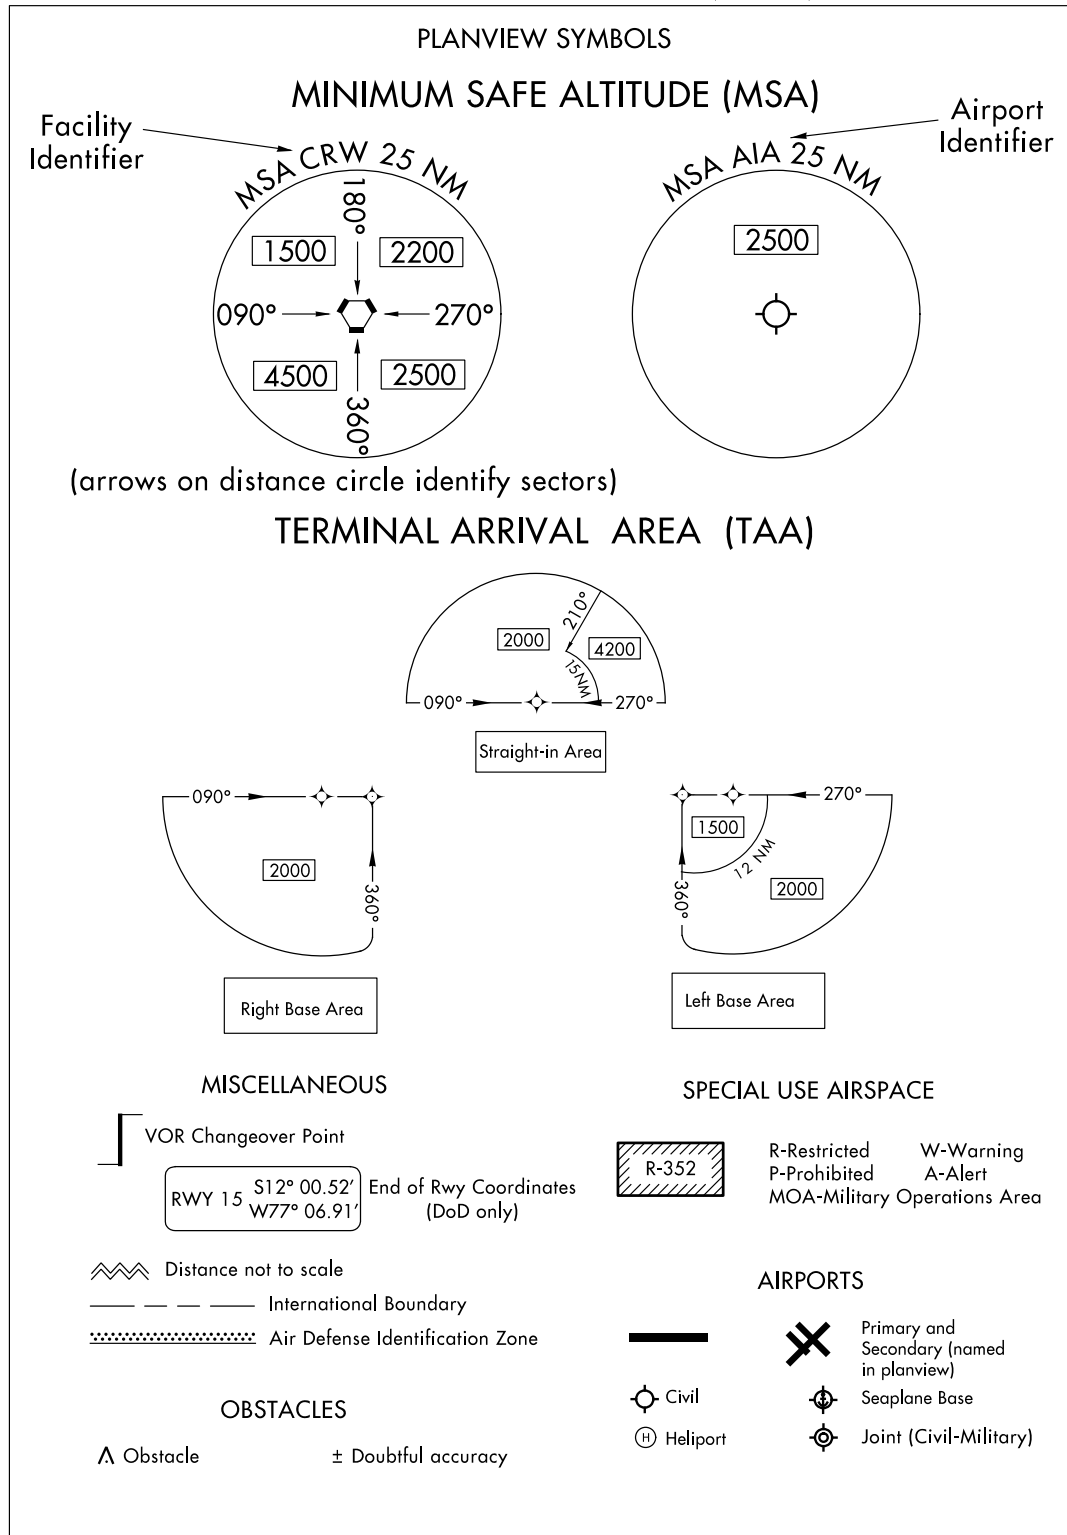 PLANVIEW SYMBOLS
MINIMUM SAFE ALTITUDE (MSA)
Facility
Identifier
Airport
Identifier
MSA CRW 25 NM
180°
1500
2200
090°
270°
4500
2500
360°
MSA AIA 25 NM
2500
(arrows on distance circle identify sectors)
TERMINAL ARRIVAL AREA (TAA)
210°
2000
4200
15NM
090°
270°
Straight-in Area
090°
2000
360°
Right Base Area
270°
1500
12 NM
360°
2000
Left Base Area
MISCELLANEOUS
VOR Changeover Point
RWY 15
S12° 00.52'
W77° 06.91'
End of Rwy Coordinates
(DoD only)
Distance not to scale
International Boundary
Air Defense Identification Zone
OBSTACLES
Obstacle
± Doubtful accuracy
SPECIAL USE AIRSPACE
R-352
R-Restricted W-Warning
P-Prohibited A-Alert
MOA-Military Operations Area
AIRPORTS
Primary and
Secondary (named
in planview)
Civil
Seaplane Base
H Heliport
Joint (Civil-Military)